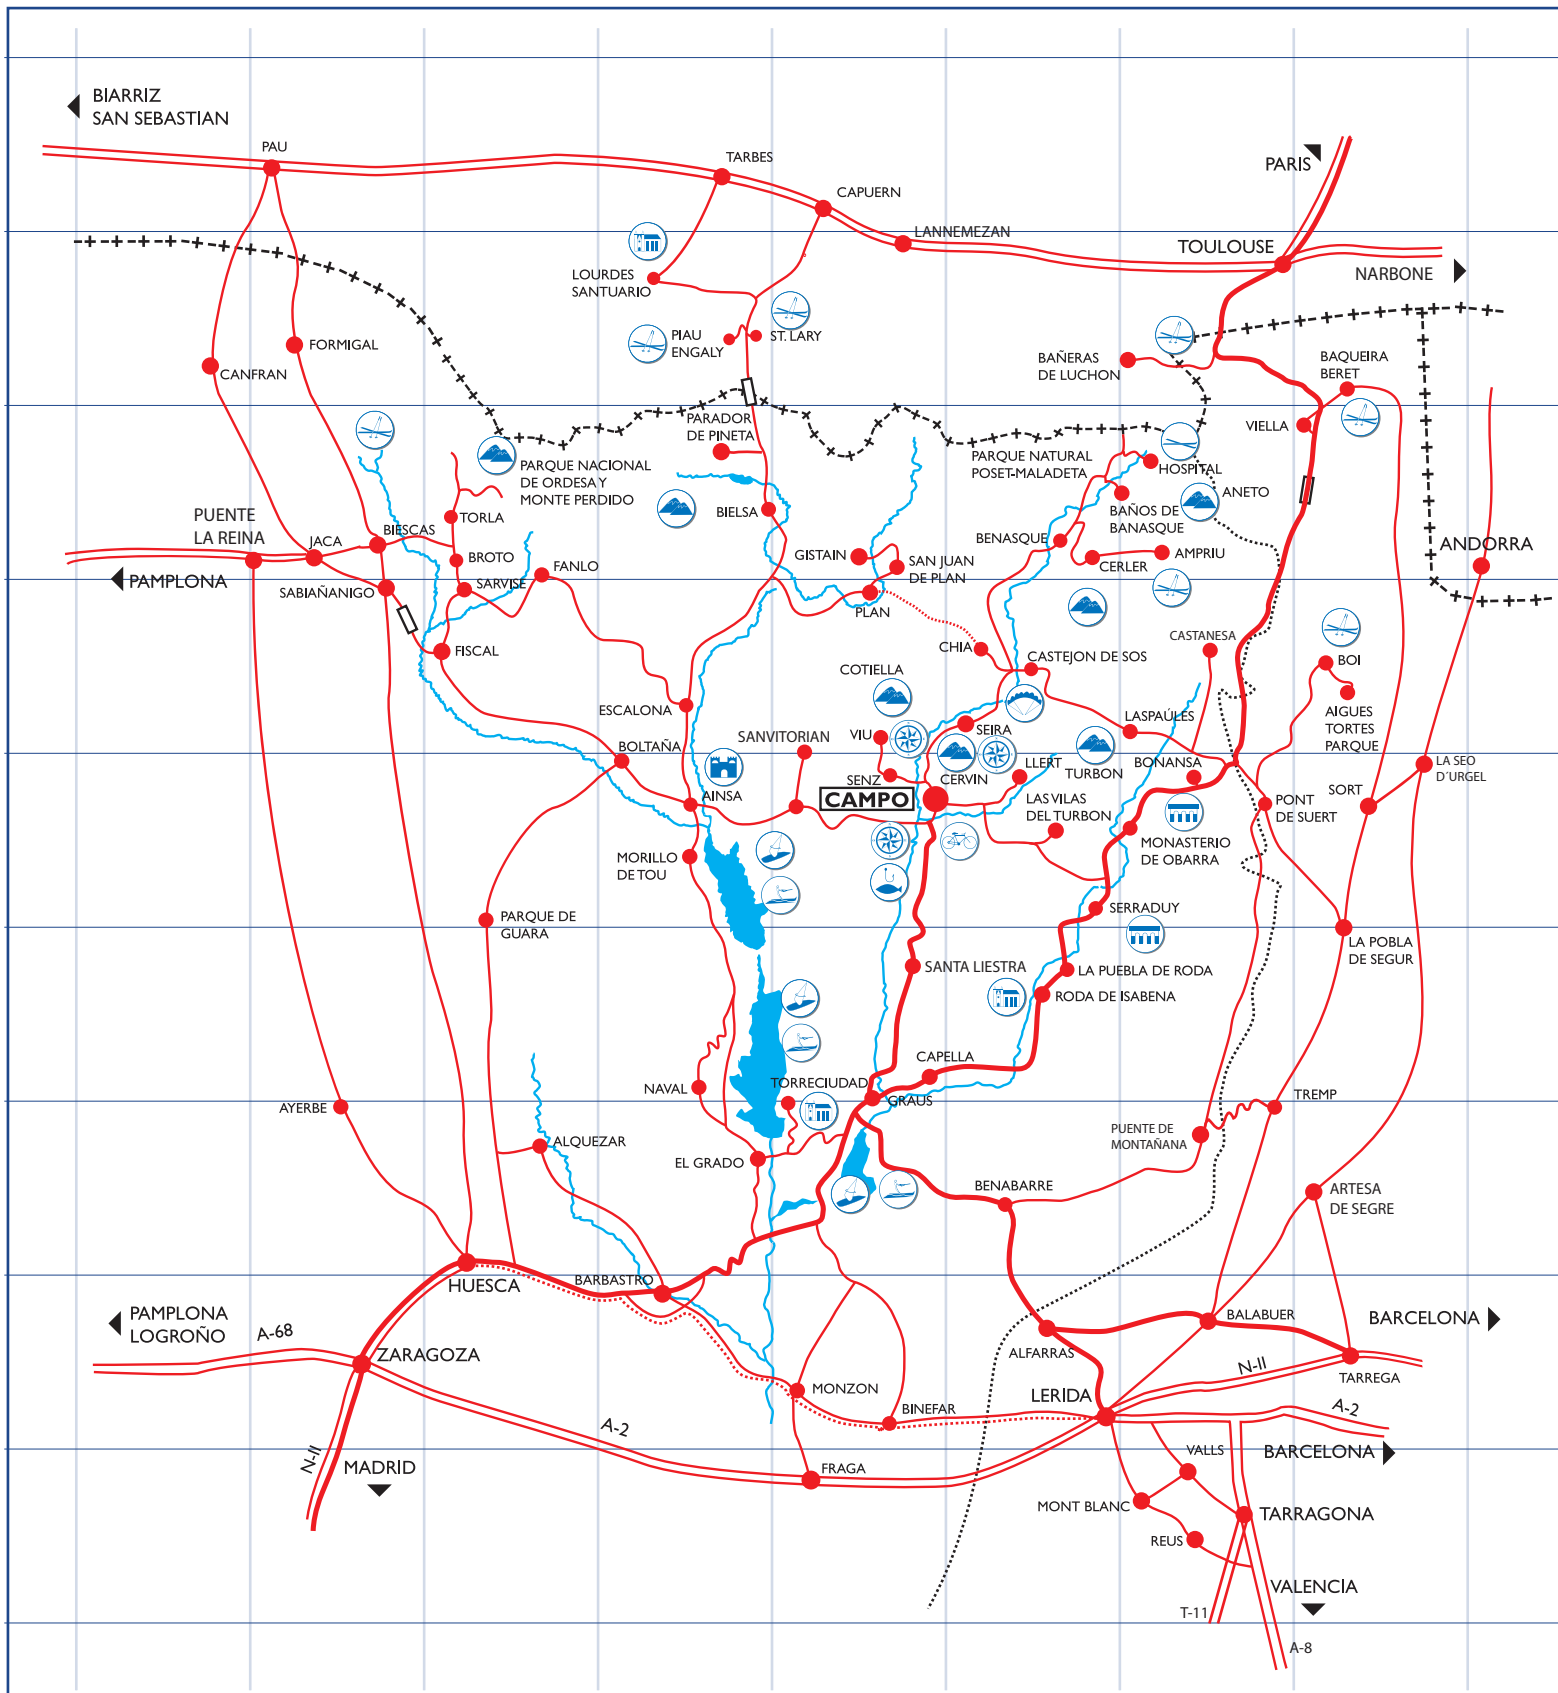 BIARRIZ
SAN SEBASTIAN
PAU
TARBES
CAPUERN
LANNEMEZAN
PARIS
TOULOUSE
NARBONE
LOURDES
SANTUARIO
PIAU
ENGALY
ST. LARY
FORMIGAL
CANFRAN
BAÑERAS
DE LUCHON
BAQUEIRA
BERET
VIELLA
PARADOR
DE PINETA
PARQUE NACIONAL
DE ORDESA Y
MONTE PERDIDO
PARQUE NATURAL
POSET-MALADETA
HOSPITAL
ANETO
BAÑOS DE
BANASQUE
PUENTE
LA REINA
JACA
BIESCAS
TORLA
BROTO
BIELSA
GISTAIN
SAN JUAN
DE PLAN
BENASQUE
AMPRIU
CERLER
ANDORRA
PAMPLONA
SABIAÑANIGO
SARVISE
FANLO
PLAN
FISCAL
CHIA
CASTEJON DE SOS
CASTANESA
BOI
COTIELLA
AIGUES
TORTES
PARQUE
ESCALONA
SANVITORIAN
VIU
SEIRA
LASPAÚLES
BOLTAÑA
SENZ
CERVIN
LLERT
TURBON
BONANSA
LA SEO
D´URGEL
AINSA
CAMPO
LAS VILAS
DEL TURBON
SORT
PONT
DE SUERT
MORILLO
DE TOU
MONASTERIO
DE OBARRA
PARQUE DE
GUARA
SERRADUY
LA POBLA
DE SEGUR
SANTA LIESTRA
LA PUEBLA DE RODA
RODA DE ISABENA
CAPELLA
NAVAL
TORRECIUDAD
GRAUS
AYERBE
TREMP
ALQUEZAR
PUENTE DE
MONTAÑANA
EL GRADO
BENABARRE
ARTESA
DE SEGRE
HUESCA
BARBASTRO
PAMPLONA
LOGROÑO
A-68
ZARAGOZA
BALABUER
BARCELONA
ALFARRAS
MONZON
N-II
TARREGA
LERIDA
BINEFAR
A-2
A-2
N-II
MADRID
FRAGA
VALLS
BARCELONA
MONT BLANC
TARRAGONA
REUS
VALENCIA
T-11
A-8